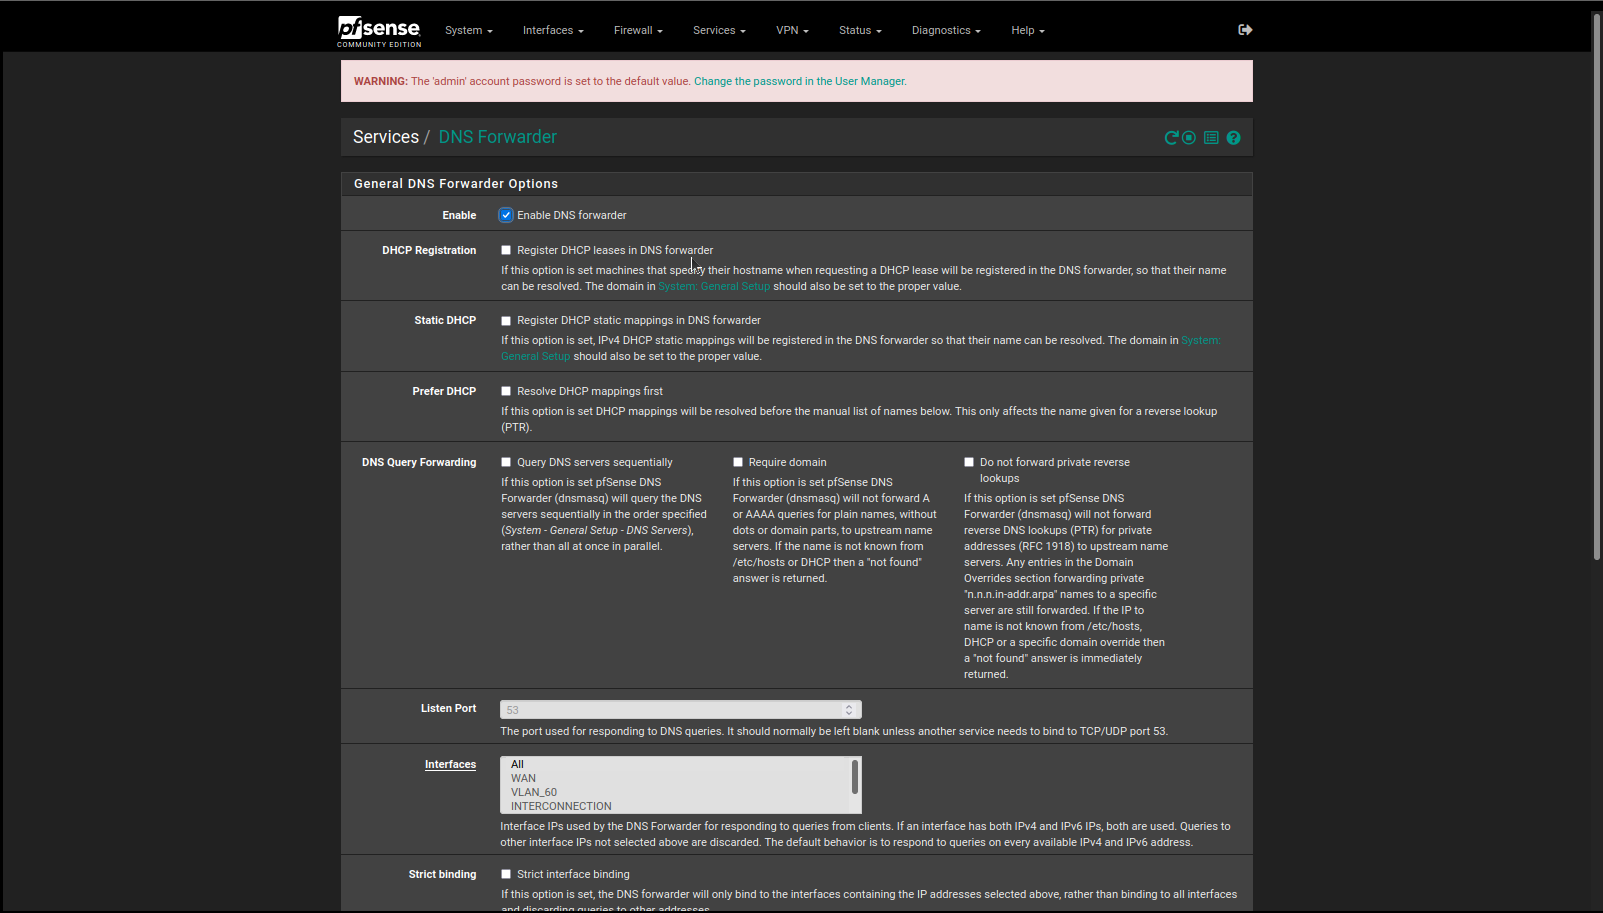 pfsense
COMMUNITY EDITION
System Interfaces Firewall Services VPN Status Diagnostics Help
WARNING: The 'admin' account password is set to the default value. Change the password in the User Manager.
Services / DNS Forwarder
General DNS Forwarder Options
Enable
Enable DNS forwarder
DHCP Registration
Register DHCP leases in DNS forwarder
If this option is set machines that specify their hostname when requesting a DHCP lease will be registered in the DNS forwarder, so that their name
can be resolved. The domain in System: General Setup should also be set to the proper value.
Static DHCP
Register DHCP static mappings in DNS forwarder
If this option is set, IPv4 DHCP static mappings will be registered in the DNS forwarder so that their name can be resolved. The domain in System:
General Setup should also be set to the proper value.
Prefer DHCP
Resolve DHCP mappings first
If this option is set DHCP mappings will be resolved before the manual list of names below. This only affects the name given for a reverse lookup
(PTR).
DNS Query Forwarding
Query DNS servers sequentially
If this option is set pfSense DNS
Forwarder (dnsmasq) will query the DNS
servers sequentially in the order specified
(System - General Setup - DNS Servers),
rather than all at once in parallel.
Require domain
If this option is set pfSense DNS
Forwarder (dnsmasq) will not forward A
or AAAA queries for plain names, without
dots or domain parts, to upstream name
servers. If the name is not known from
/etc/hosts or DHCP then a "not found"
answer is returned.
Do not forward private reverse
lookups
If this option is set pfSense DNS
Forwarder (dnsmasq) will not forward
reverse DNS lookups (PTR) for private
addresses (RFC 1918) to upstream name
servers. Any entries in the Domain
Overrides section forwarding private
"n.n.n.in-addr.arpa" names to a specific
server are still forwarded. If the IP to
name is not known from /etc/hosts,
DHCP or a specific domain override then
a "not found" answer is immediately
returned.
Listen Port
53
The port used for responding to DNS queries. It should normally be left blank unless another service needs to bind to TCP/UDP port 53.
Interfaces
All
WAN
VLAN_60
INTERCONNECTION
Interface IPs used by the DNS Forwarder for responding to queries from clients. If an interface has both IPv4 and IPv6 IPs, both are used. Queries to
other interface IPs not selected above are discarded. The default behavior is to respond to queries on every available IPv4 and IPv6 address.
Strict binding
Strict interface binding
If this option is set, the DNS forwarder will only bind to the interfaces containing the IP addresses selected above, rather than binding to all interfaces
and discarding queries to other addresses.